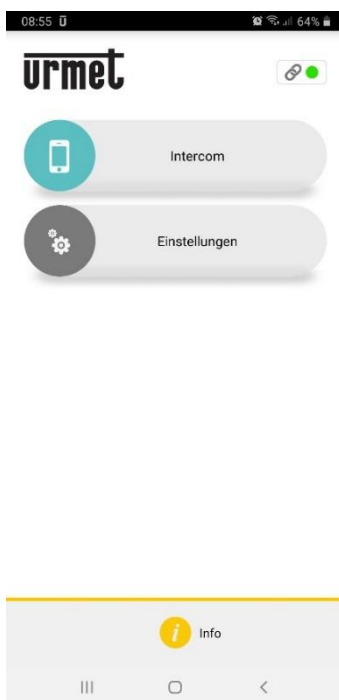 08:55 ū 64%
urmet
Intercom
Einstellungen
i Info